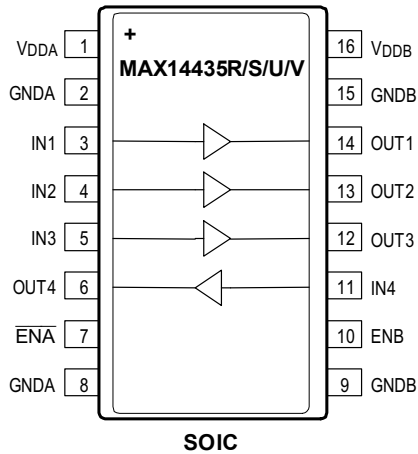 +
MAX14435R/S/U/V
VDDA 1 16 VDDB
GNDA 2 15 GNDB
IN1 3 14 OUT1
IN2 4 13 OUT2
IN3 5 12 OUT3
OUT4 6 11 IN4
E̅N̅A̅ 7 10 ENB
GNDA 8 9 GNDB
SOIC